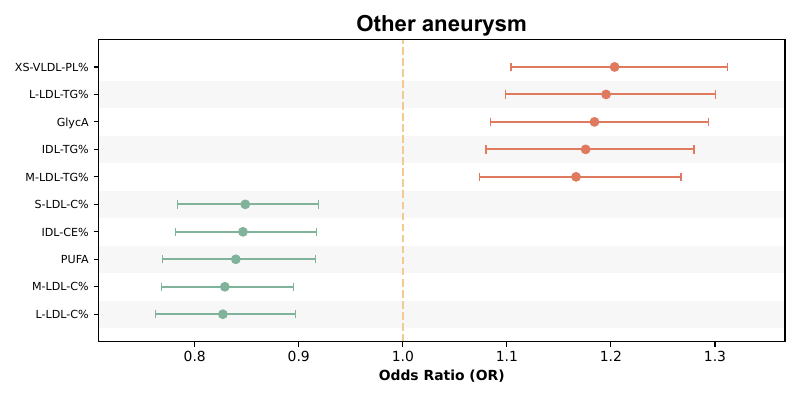 Other aneurysm
XS-VLDL-PL%
L-LDL-TG%
GlycA
IDL-TG%
M-LDL-TG%
S-LDL-C%
IDL-CE%
PUFA
M-LDL-C%
L-LDL-C%
0.8 0.9 1.0 1.1 1.2 1.3
Odds Ratio (OR)